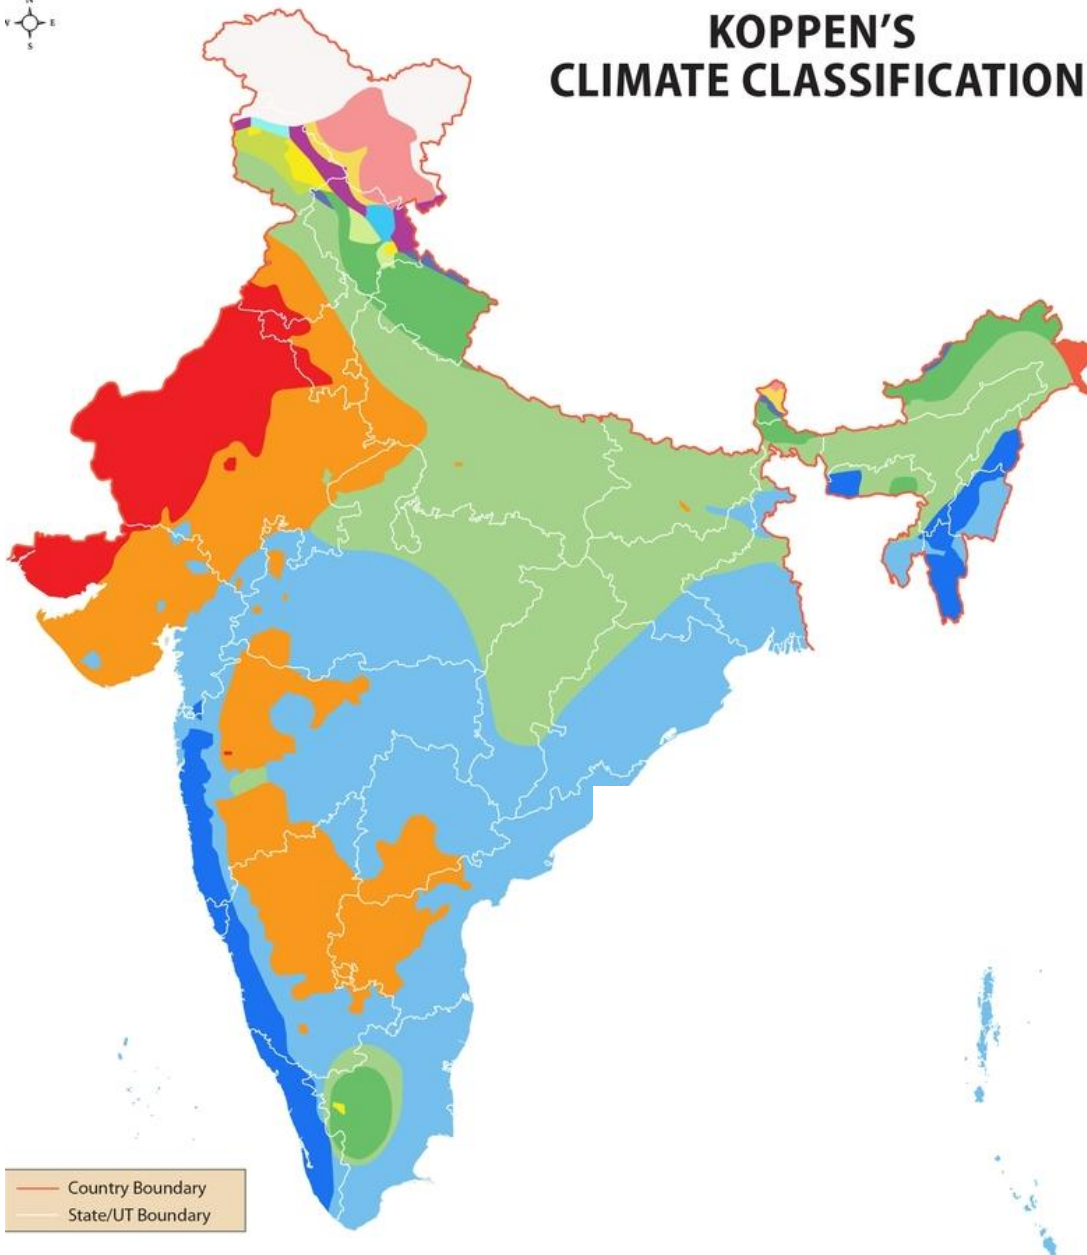 N
E
S
KOPPEN'S
CLIMATE CLASSIFICATION
Country Boundary
State/UT Boundary